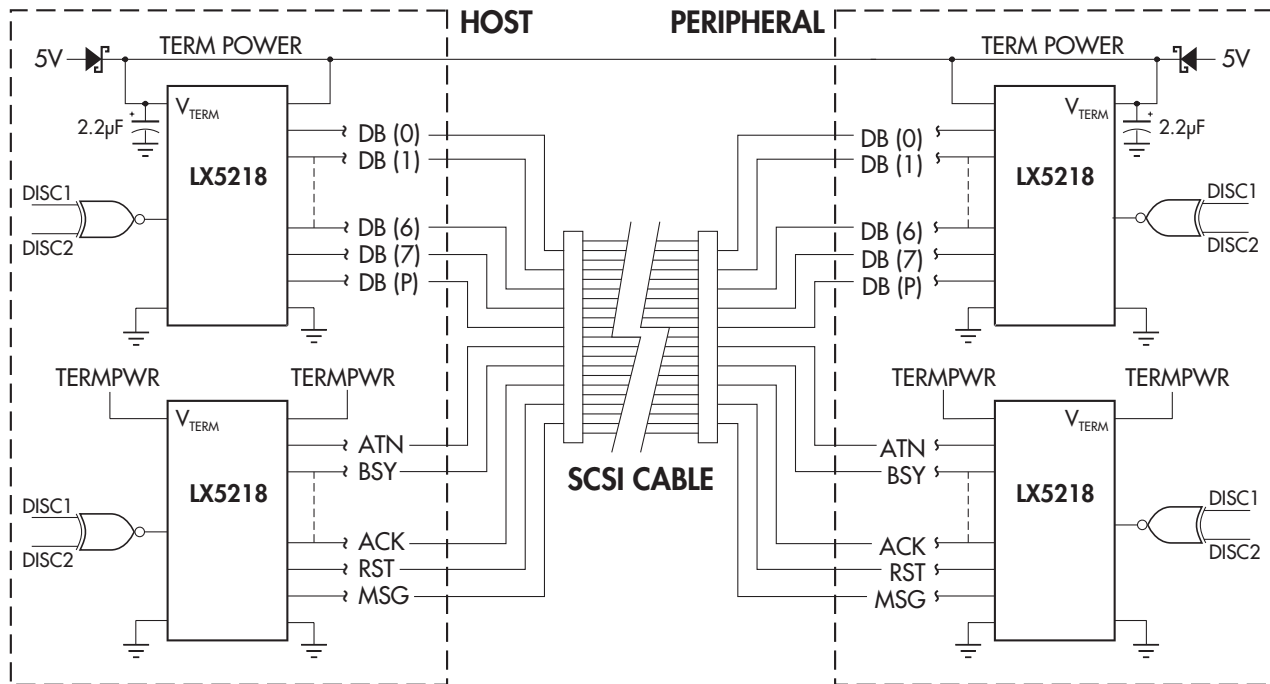 HOST
PERIPHERAL
5V
TERM POWER
VTERM
2.2µF
+
LX5218
DISC1
DISC2
DB (0)
DB (1)
DB (6)
DB (7)
DB (P)
TERMPWR
TERMPWR
VTERM
LX5218
DISC1
DISC2
ATN
BSY
ACK
RST
MSG
SCSI CABLE
TERM POWER
5V
VTERM
+
2.2µF
LX5218
DISC1
DISC2
DB (0)
DB (1)
DB (6)
DB (7)
DB (P)
TERMPWR
TERMPWR
VTERM
LX5218
DISC1
DISC2
ATN
BSY
ACK
RST
MSG